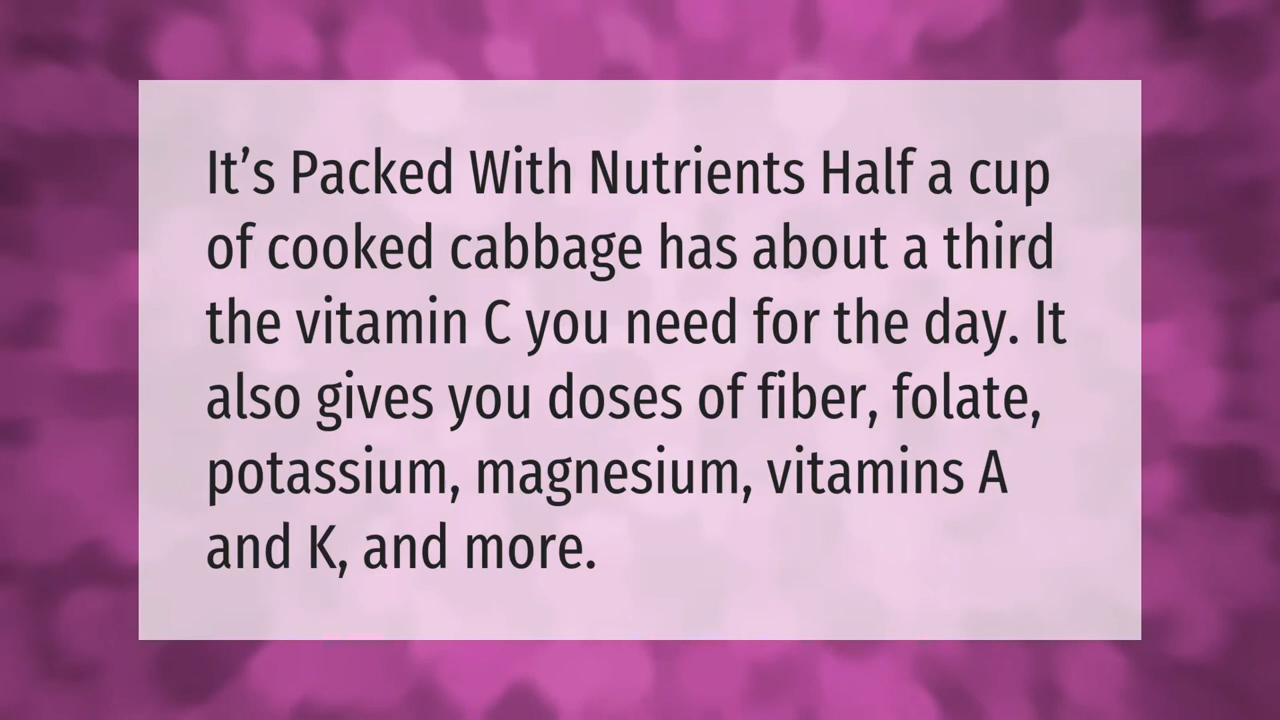 It’s Packed With Nutrients Half a cup
of cooked cabbage has about a third
the vitamin C you need for the day. It
also gives you doses of fiber, folate,
potassium, magnesium, vitamins A
and K, and more.